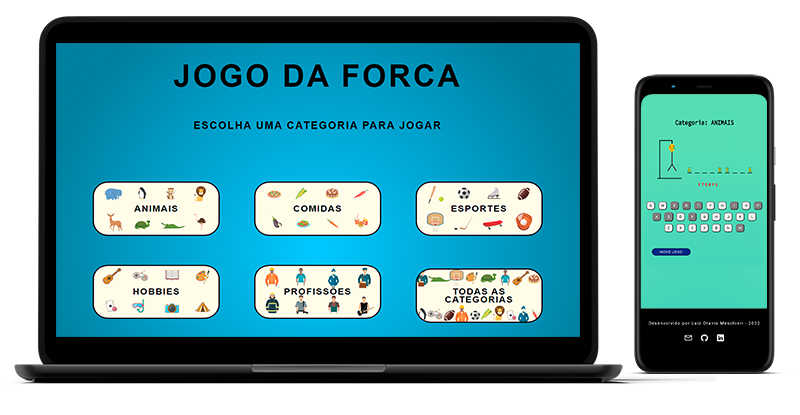 JOGO DA FORCA
ESCOLHA UMA CATEGORIA PARA JOGAR
ANIMAIS
COMIDAS
ESPORTES
HOBBIES
PROFISSÕES
TODAS AS
CATEGORIAS
Categoria: ANIMAIS
NOVO JOGO
Desenvolvido por Luiz Otavio Meschieri - 2022